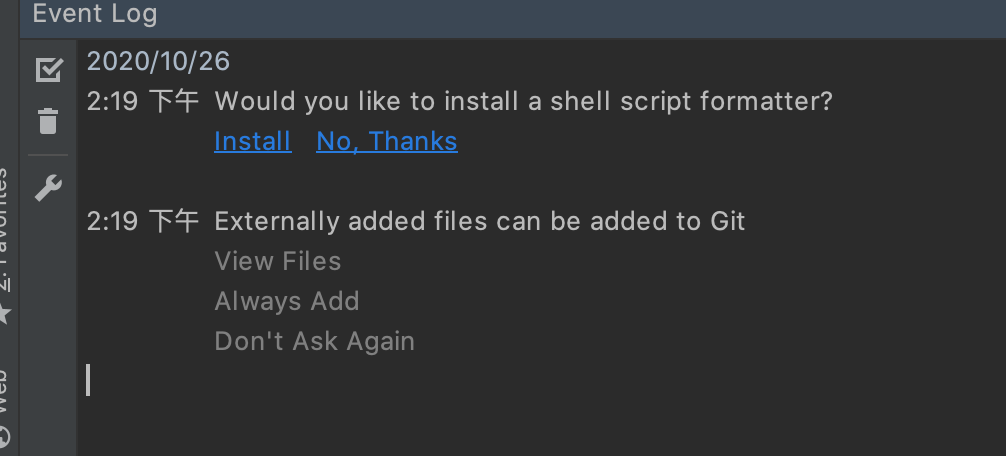 Event Log
2020/10/26
2:19 下午 Would you like to install a shell script formatter?
Install No, Thanks
2:19 下午 Externally added files can be added to Git
View Files
Always Add
Don't Ask Again
2: Favorites
Web